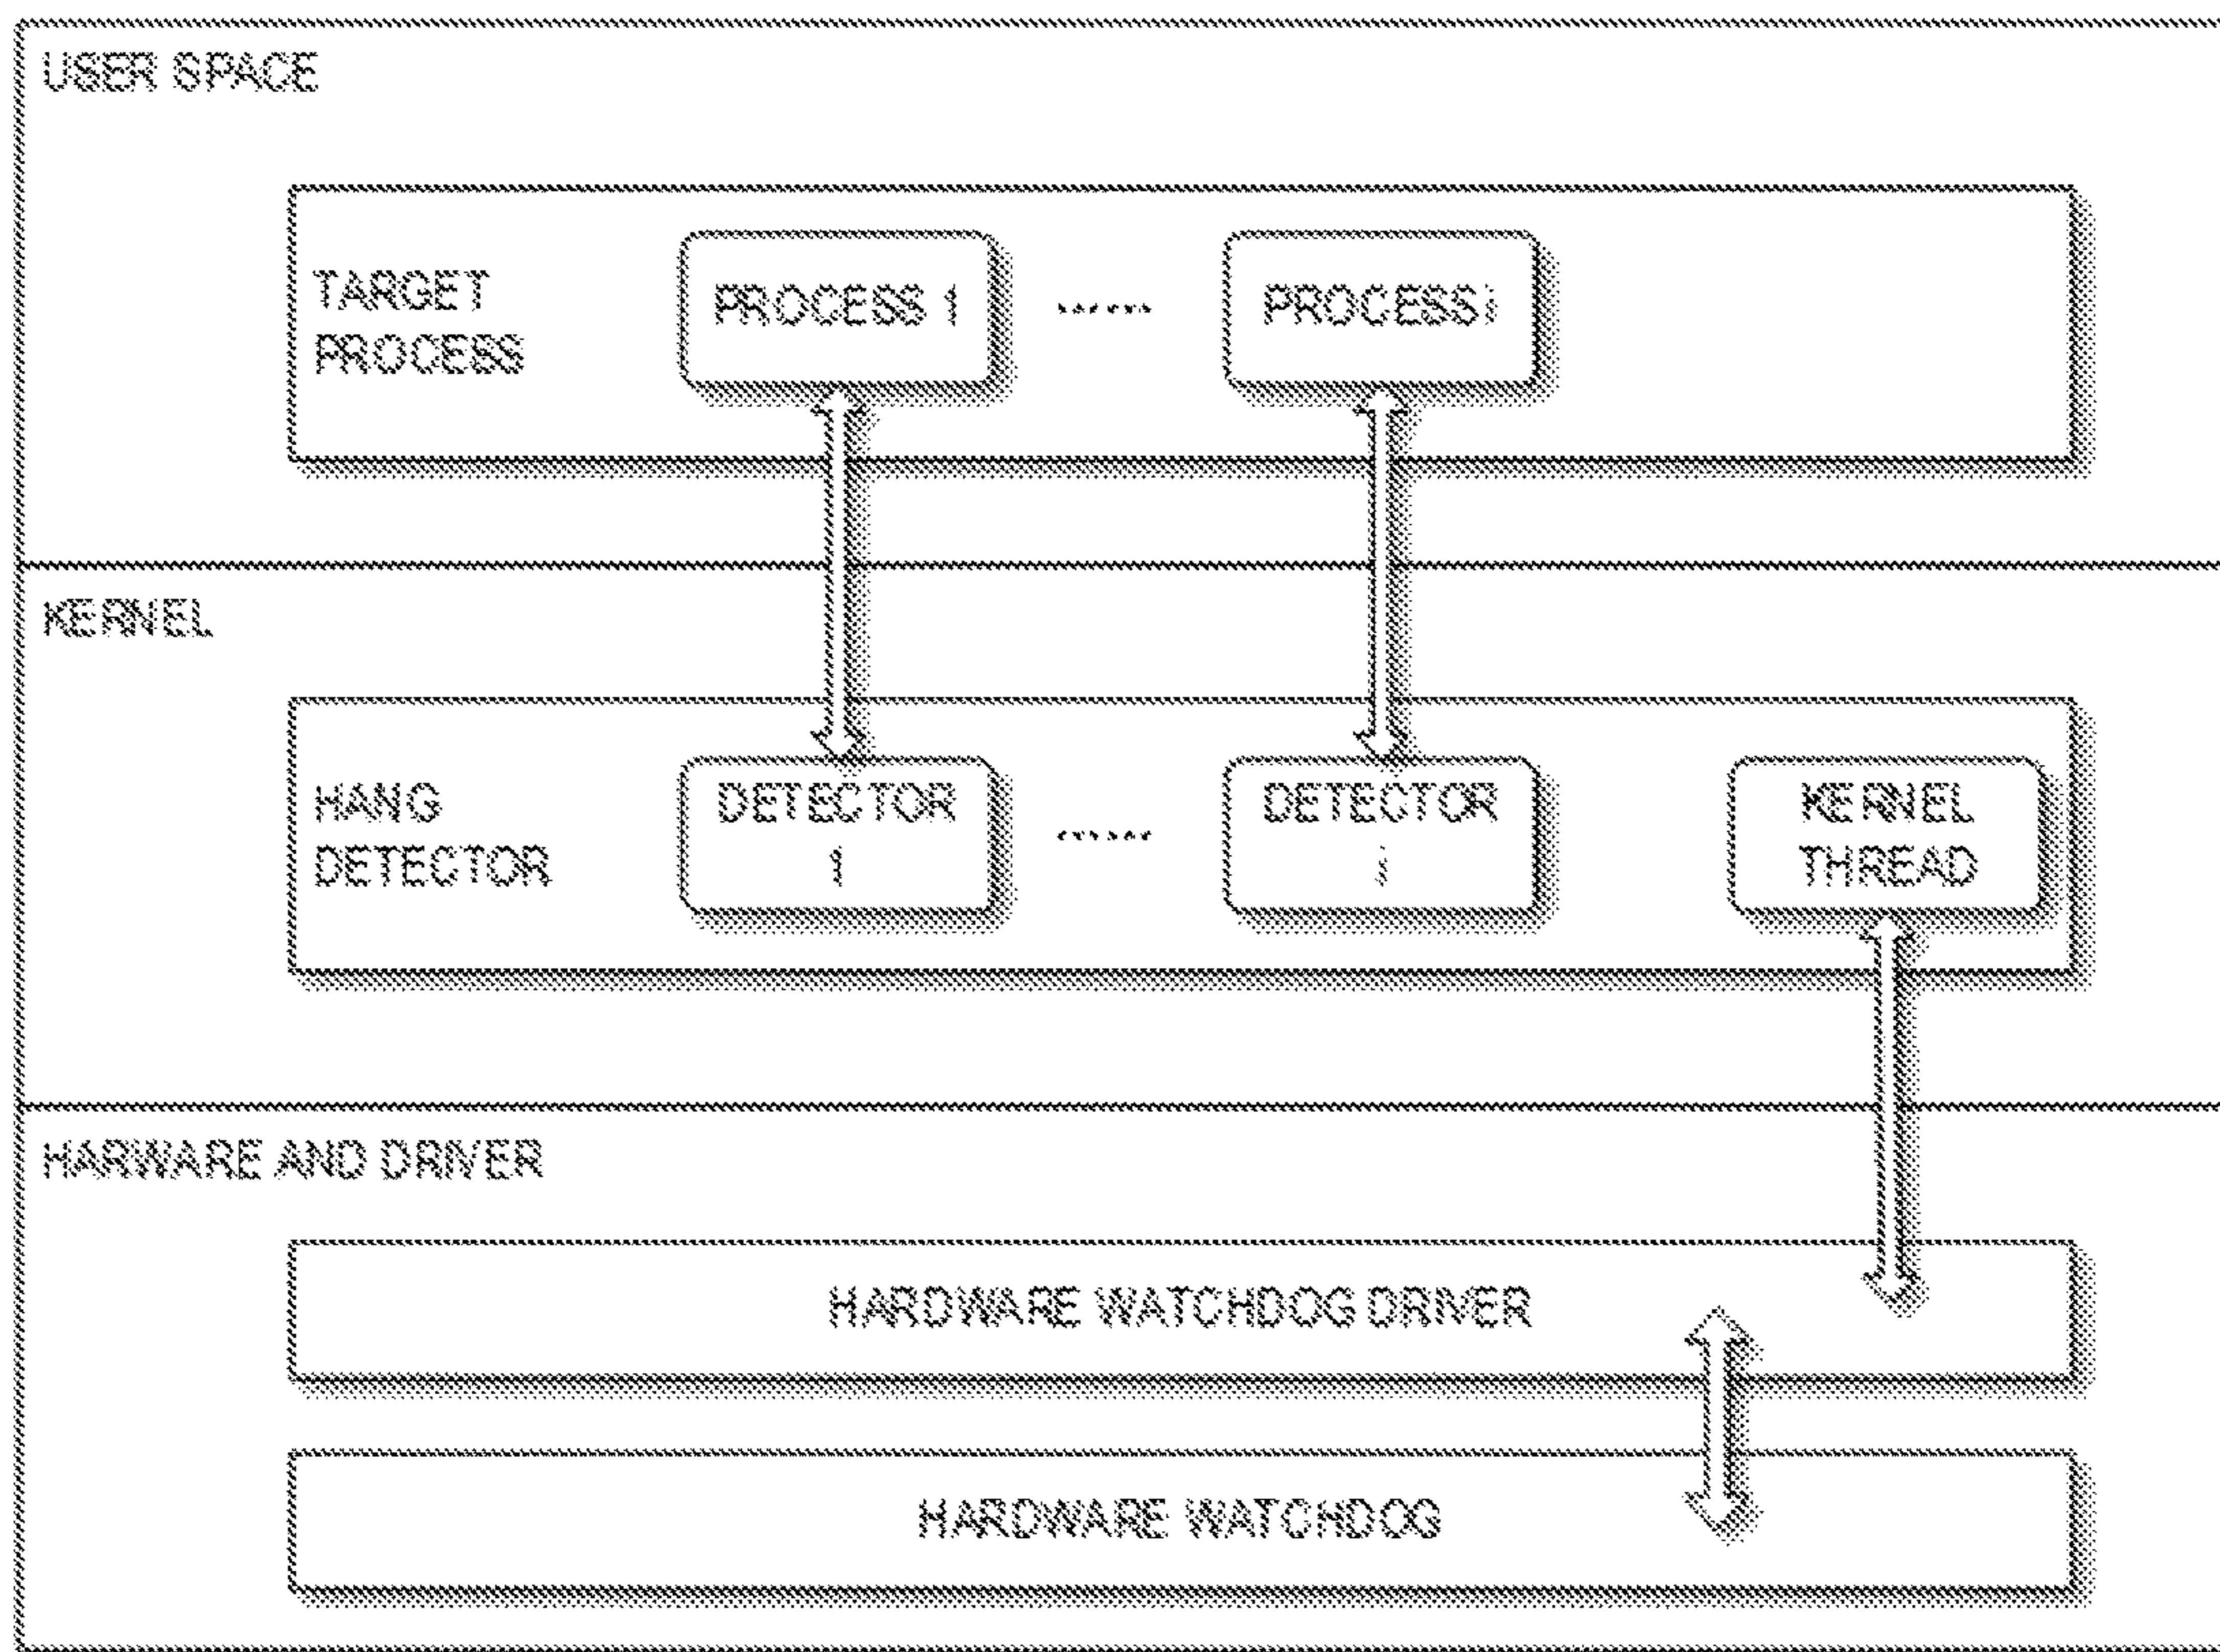 USER SPACE
TARGET
PROCESS
PROCESS 1
......
PROCESS i
KERNEL
HANG
DETECTOR
DETECTOR
1
......
DETECTOR
i
KERNEL
THREAD
HARWARE AND DRIVER
HARDWARE WATCHDOG DRIVER
HARDWARE WATCHDOG